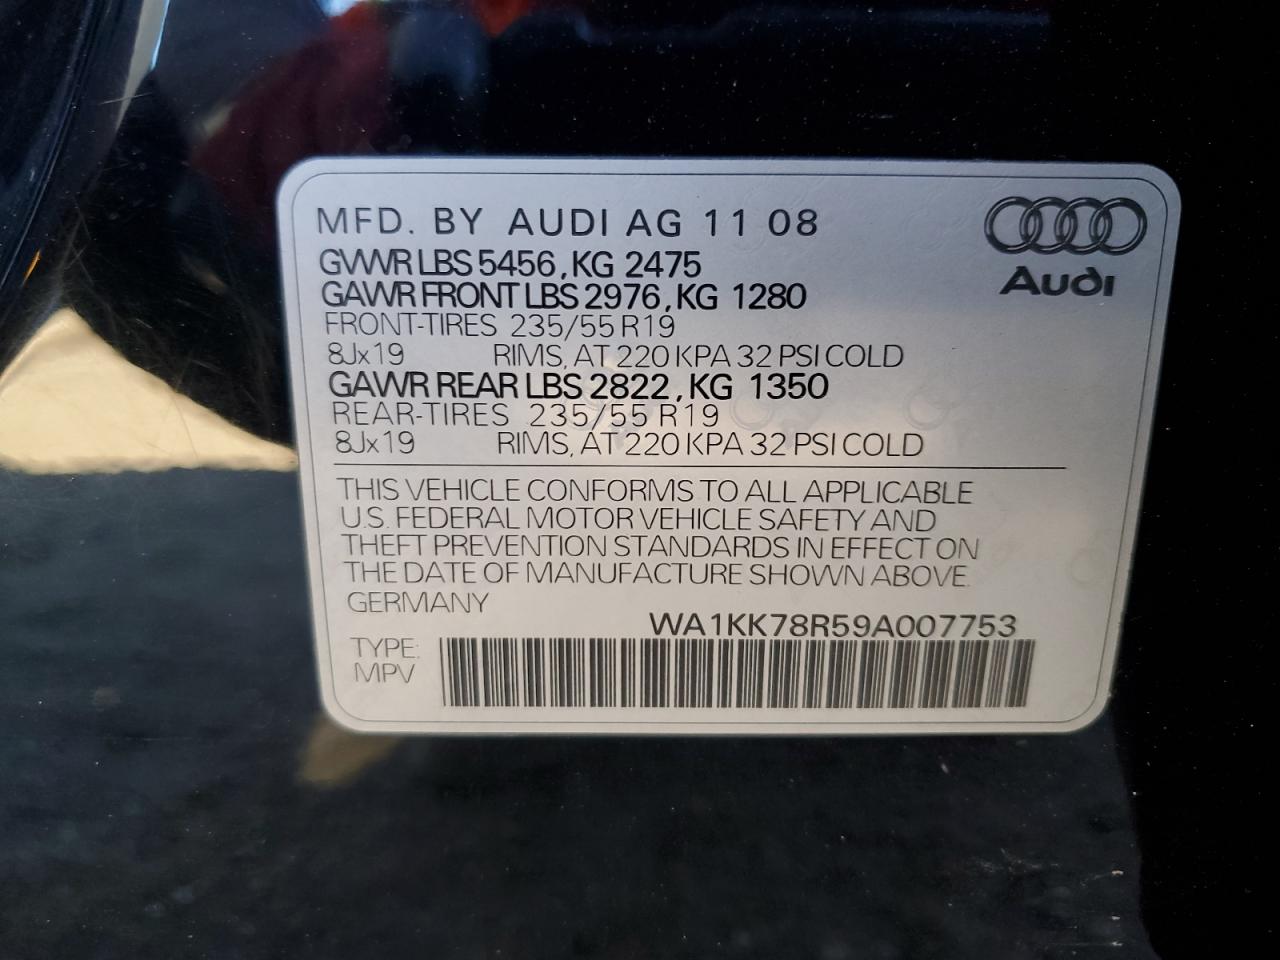 MFD. BY AUDI AG 11 08
GVWR LBS 5456, KG 2475
GAWR FRONT LBS 2976, KG 1280
FRONT-TIRES 235/55 R19
8Jx19 RIMS, AT 220 KPA 32 PSI COLD
GAWR REAR LBS 2822, KG 1350
REAR-TIRES 235/55 R19
8Jx19 RIMS, AT 220 KPA 32 PSI COLD
Audi
THIS VEHICLE CONFORMS TO ALL APPLICABLE
U.S. FEDERAL MOTOR VEHICLE SAFETY AND
THEFT PREVENTION STANDARDS IN EFFECT ON
THE DATE OF MANUFACTURE SHOWN ABOVE.
GERMANY
WA1KK78R59A007753
TYPE:
MPV